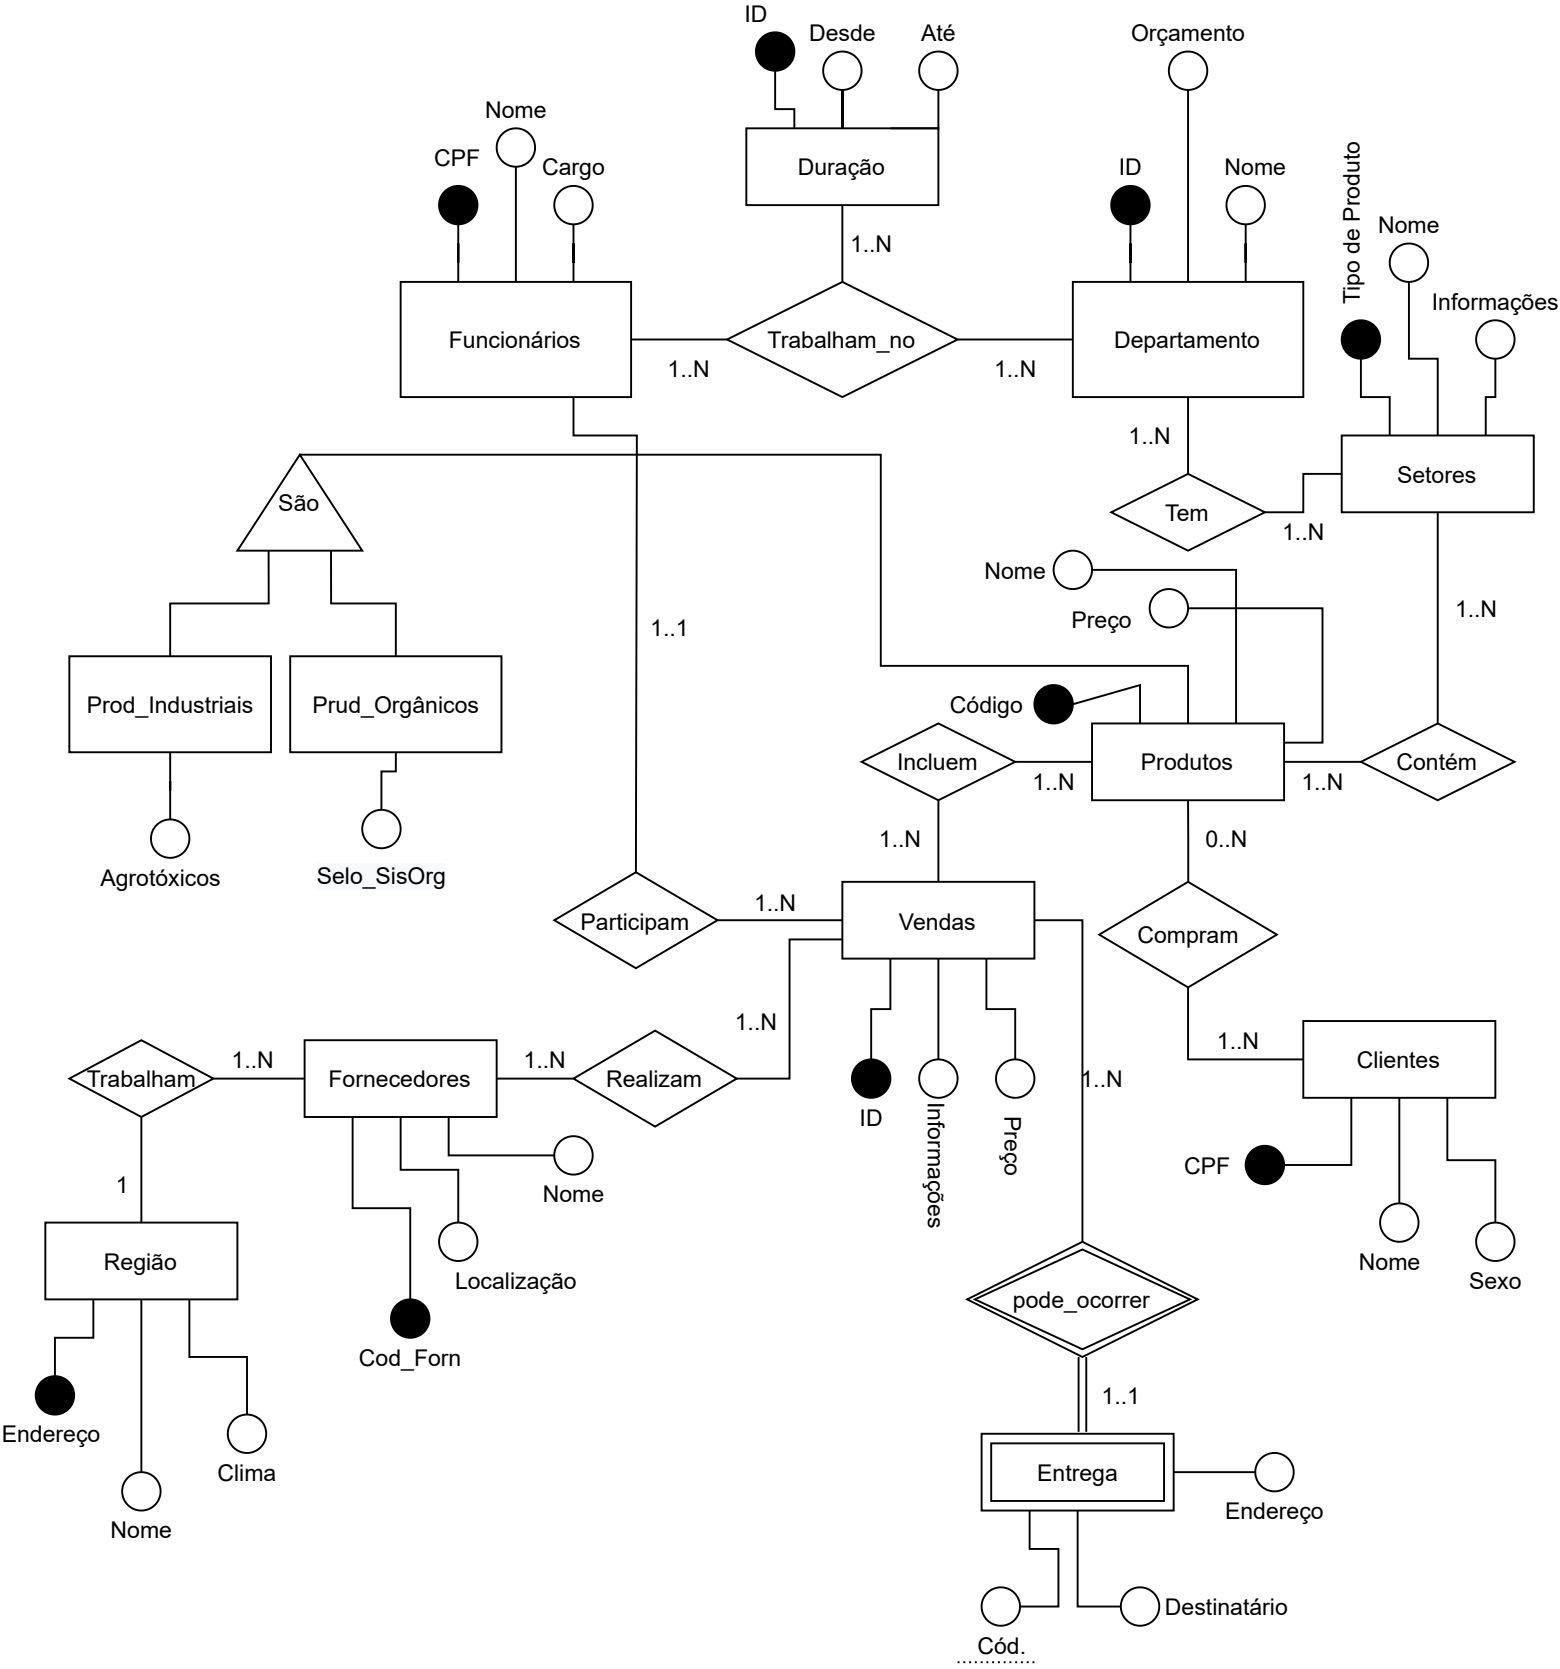 ID
Desde
Até
Orçamento
Nome
CPF
Cargo
Duração
ID
Nome
Tipo de Produto
Nome
Informações
1..N
Funcionários
Trabalham_no
Departamento
1..N
1..N
1..N
Setores
São
Tem
1..N
Nome
Preço
1..N
1..1
Prod_Industriais
Prud_Orgânicos
Código
Incluem
Produtos
Contém
1..N
1..N
1..N
0..N
Agrotóxicos
Selo_SisOrg
1..N
Participam
Vendas
Compram
1..N
1..N
1..N
1..N
Clientes
Trabalham
Fornecedores
Realizam
1..N
ID
Informações
Preço
CPF
1
Nome
Região
Localização
Nome
Sexo
pode_ocorrer
Cod_Forn
1..1
Endereço
Clima
Entrega
Nome
Endereço
Destinatário
Cód.